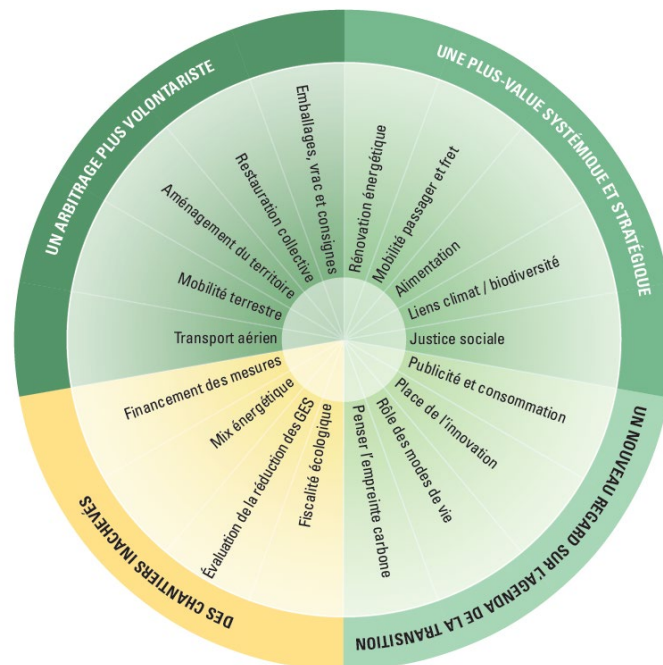 UN ARBITRAGE PLUS VOLONTARISTE
Emballages, vrac et consignes
Restauration collective
Aménagement du territoire
Mobilité terrestre
Transport aérien
UNE PLUS-VALUE SYSTÉMIQUE ET STRATÉGIQUE
Rénovation énergétique
Mobilité passager et fret
Alimentation
Liens climat / biodiversité
Justice sociale
UN NOUVEAU REGARD SUR L'AGENDA DE LA TRANSITION
Publicité et consommation
Place de l'innovation
Rôle des modes de vie
Penser l'empreinte carbone
DES CHANTIERS INACHEVÉS
Financement des mesures
Mix énergétique
Évaluation de la réduction des GES
Fiscalité écologique